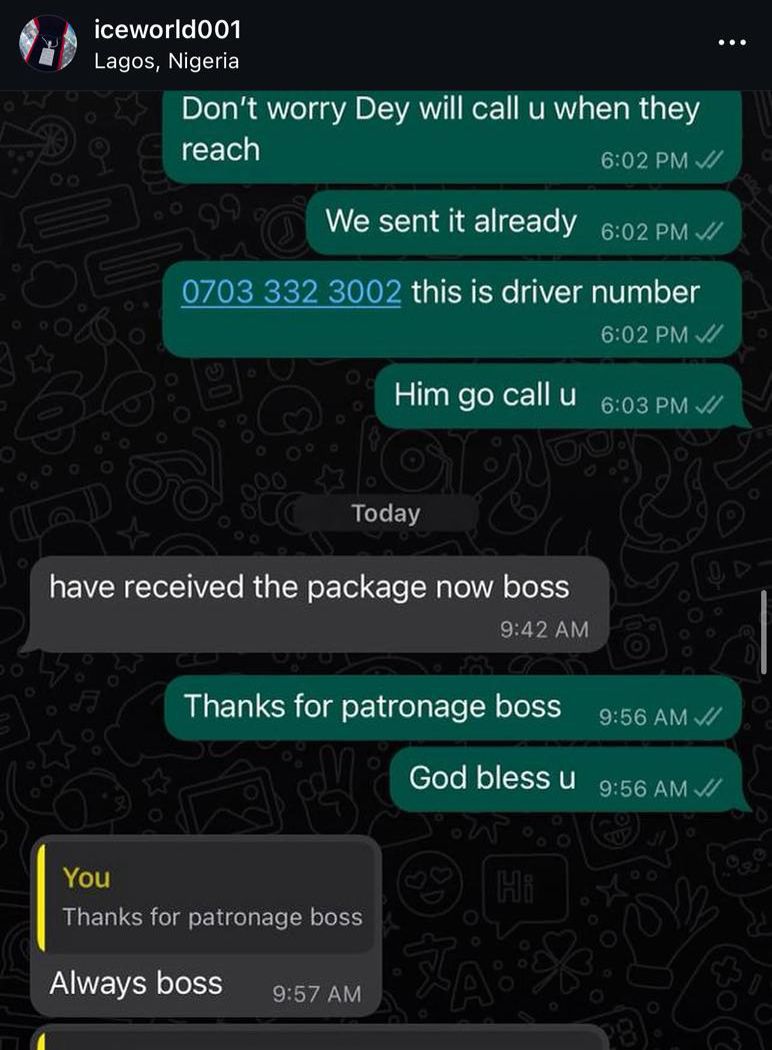 iceworld001
Lagos, Nigeria
Don’t worry Dey will call u when they
reach
6:02 PM
We sent it already
6:02 PM
0703 332 3002 this is driver number
6:02 PM
Him go call u
6:03 PM
Today
have received the package now boss
9:42 AM
Thanks for patronage boss
9:56 AM
God bless u
9:56 AM
You
Thanks for patronage boss
Always boss
9:57 AM
Hi